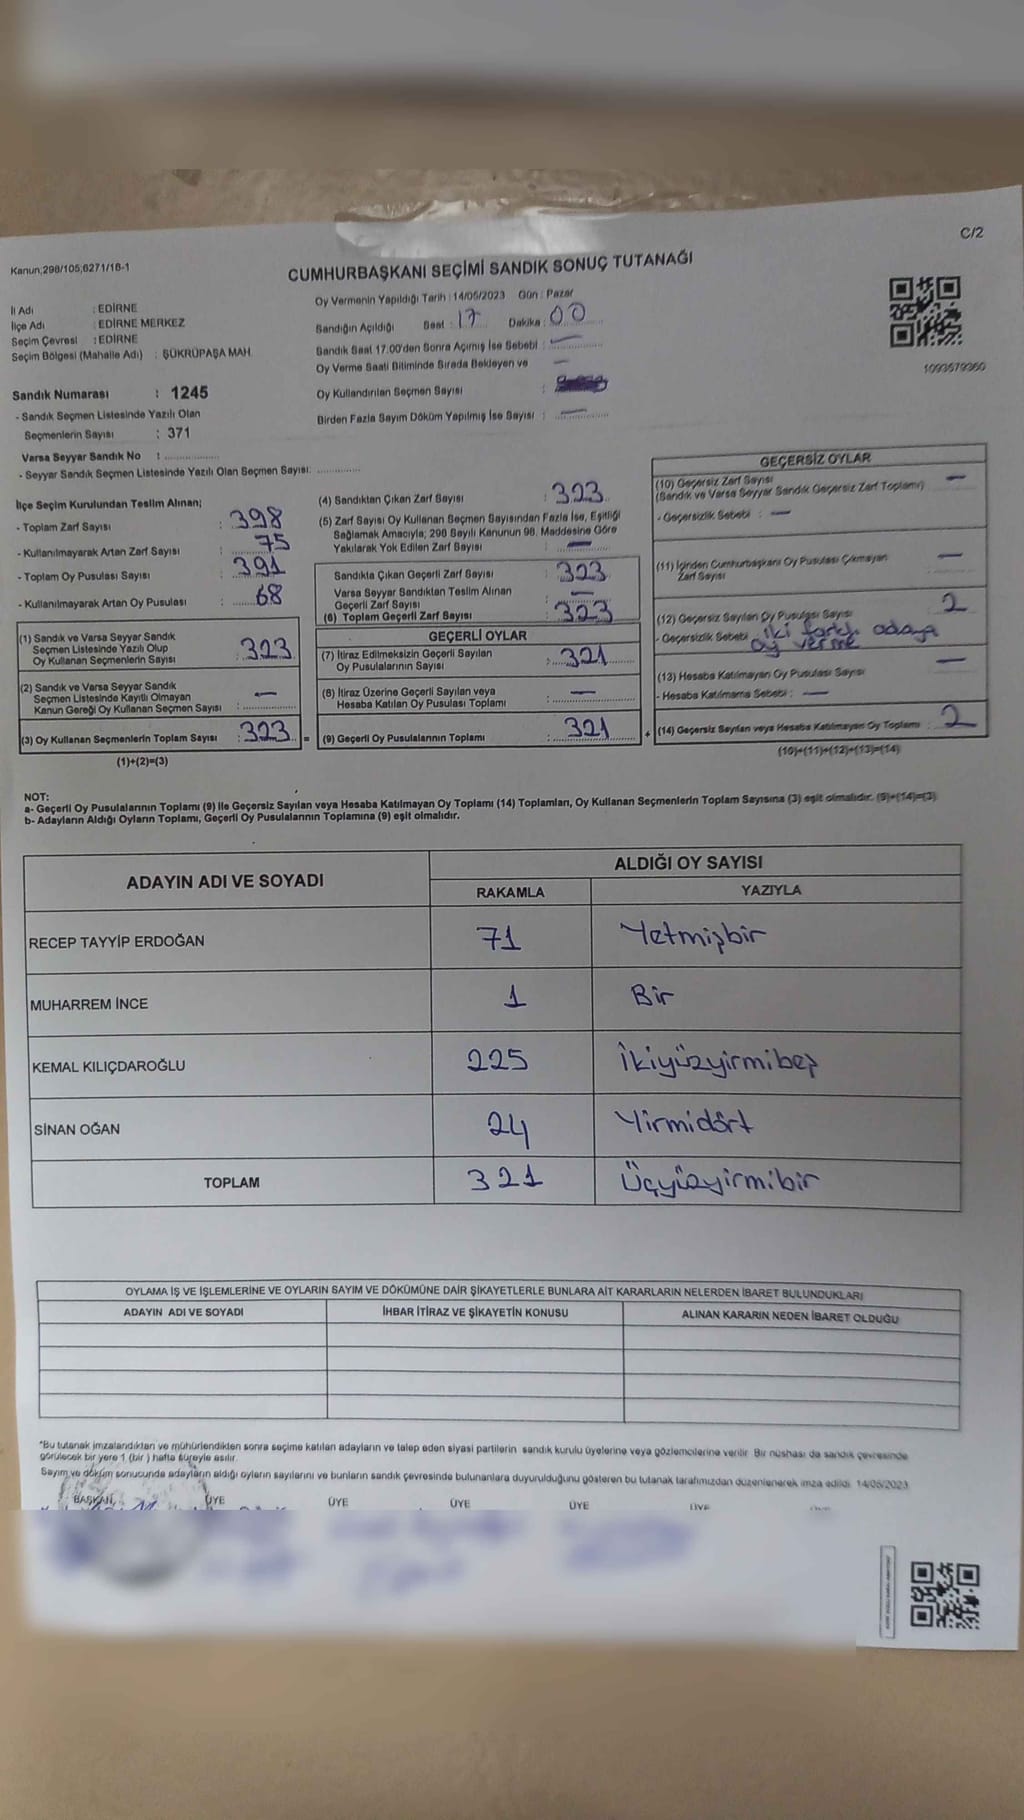 C/2
Kanun;298/105,6271/18-1
CUMHURBAŞKANI SEÇİMİ SANDIK SONUÇ TUTANAĞI
İl Adı : EDİRNE
İlçe Adı : EDİRNE MERKEZ
Seçim Çevresi : EDİRNE
Seçim Bölgesi (Mahalle Adı) : ŞÜKRÜPAŞA MAH.
Sandık Numarası : 1245
- Sandık Seçmen Listesinde Yazılı Olan
Seçmenlerin Sayısı : 371
Varsa Seyyar Sandık No :
- Seyyar Sandık Seçmen Listesinde Yazılı Olan Seçmen Sayısı:
Oy Vermenin Yapıldığı Tarih : 14/05/2023 Gün : Pazar
Sandığın Açıldığı Saat : 17 Dakika : 00
Sandık Saat 17:00'den Sonra Açımış İse Sebebi : —
Oy Verme Saati Bitiminde Sırada Bekleyen ve —
Oy Kullandırılan Seçmen Sayısı :
Birden Fazla Sayım Döküm Yapılmış İse Sayısı : —
1093579360
İlçe Seçim Kurulundan Teslim Alınan;
- Toplam Zarf Sayısı : 398
- Kullanılmayarak Artan Zarf Sayısı : 75
- Toplam Oy Pusulası Sayısı : 391
- Kullanılmayarak Artan Oy Pusulası : 68
(1) Sandık ve Varsa Seyyar Sandık
Seçmen Listesinde Yazılı Olup
Oy Kullanan Seçmenlerin Sayısı : 323
(2) Sandık ve Varsa Seyyar Sandık
Seçmen Listesinde Kayıtlı Olmayan
Kanun Gereği Oy Kullanan Seçmen Sayısı : —
(3) Oy Kullanan Seçmenlerin Toplam Sayısı : 323 =
(1)+(2)=(3)
(4) Sandıktan Çıkan Zarf Sayısı : 323
(5) Zarf Sayısı Oy Kullanan Seçmen Sayısından Fazla İse, Eşitliği
Sağlamak Amacıyla; 298 Sayılı Kanunun 98. Maddesine Göre
Yakılarak Yok Edilen Zarf Sayısı : —
Sandıkta Çıkan Geçerli Zarf Sayısı : 323
Varsa Seyyar Sandıktan Teslim Alınan
Geçerli Zarf Sayısı : —
(6) Toplam Geçerli Zarf Sayısı : 323
GEÇERLİ OYLAR
(7) İtiraz Edilmeksizin Geçerli Sayılan
Oy Pusulalarının Sayısı : 321
(8) İtiraz Üzerine Geçerli Sayılan veya
Hesaba Katılan Oy Pusulası Toplamı : —
(9) Geçerli Oy Pusulalarının Toplamı : 321 +
GEÇERSİZ OYLAR
(10) Geçersiz Zarf Sayısı —
(Sandık ve Varsa Seyyar Sandık Geçersiz Zarf Toplamı)
- Geçersizlik Sebebi : —
(11) İçinden Cumhurbaşkanı Oy Pusulası Çıkmayan —
Zarf Sayısı
(12) Geçersiz Sayılan Oy Pusulası Sayısı 2
- Geçersizlik Sebebi : iki farklı adaya
oy verme
(13) Hesaba Katılmayan Oy Pusulası Sayısı —
- Hesaba Katılmama Sebebi : —
(14) Geçersiz Sayılan veya Hesaba Katılmayan Oy Toplamı : 2
(10)+(11)+(12)+(13)=(14)
NOT:
a- Geçerli Oy Pusulalarının Toplamı (9) ile Geçersiz Sayılan veya Hesaba Katılmayan Oy Toplamı (14) Toplamları, Oy Kullanan Seçmenlerin Toplam Sayısına (3) eşit olmalıdır. (9)+(14)=(3)
b- Adayların Aldığı Oyların Toplamı, Geçerli Oy Pusulalarının Toplamına (9) eşit olmalıdır.
ADAYIN ADI VE SOYADI ALDIĞI OY SAYISI
RAKAMLA YAZIYLA
RECEP TAYYİP ERDOĞAN 71 Yetmişbir
MUHARREM İNCE 1 Bir
KEMAL KILIÇDAROĞLU 225 İkiyüzyirmibeş
SİNAN OĞAN 24 Yirmidört
TOPLAM 321 Üçyüzyirmibir
OYLAMA İŞ VE İŞLEMLERİNE VE OYLARIN SAYIM VE DÖKÜMÜNE DAİR ŞİKAYETLERLE BUNLARA AİT KARARLARIN NELERDEN İBARET BULUNDUKLARI
ADAYIN ADI VE SOYADI İHBAR İTİRAZ VE ŞİKAYETİN KONUSU ALINAN KARARIN NEDEN İBARET OLDUĞU
*Bu tutanak imzalandıktan ve mühürlendikten sonra seçime katılan adayların ve talep eden siyasi partilerin sandık kurulu üyelerine veya gözlemcilerine verilir. Bir nüshası da sandık çevresinde
görülecek bir yere 1 (bir) hafta süreyle asılır.
Sayım ve döküm sonucunda adayların aldığı oyların sayılarını ve bunların sandık çevresinde bulunanlara duyurulduğunu gösteren bu tutanak tarafımızdan düzenlenerek imza edildi. 14/05/2023
BAŞKAN ÜYE ÜYE ÜYE ÜYE ÜYE